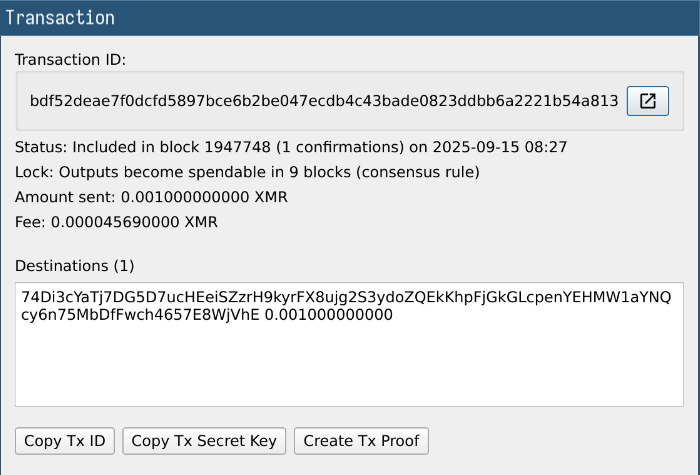 Transaction
Transaction ID:
bdf52deae7f0dcfd5897bce6b2be047ecdb4c43bade0823ddbb6a2221b54a813
Status: Included in block 1947748 (1 confirmations) on 2025-09-15 08:27
Lock: Outputs become spendable in 9 blocks (consensus rule)
Amount sent: 0.001000000000 XMR
Fee: 0.000045690000 XMR
Destinations (1)
74Di3cYaTj7DG5D7ucHEeiSZzrH9kyrFX8ujg2S3ydoZQEkKhpFjGkGLcpenYEHMW1aYNQ
cy6n75MbDfFwch4657E8WjVhE 0.001000000000
Copy Tx ID
Copy Tx Secret Key
Create Tx Proof